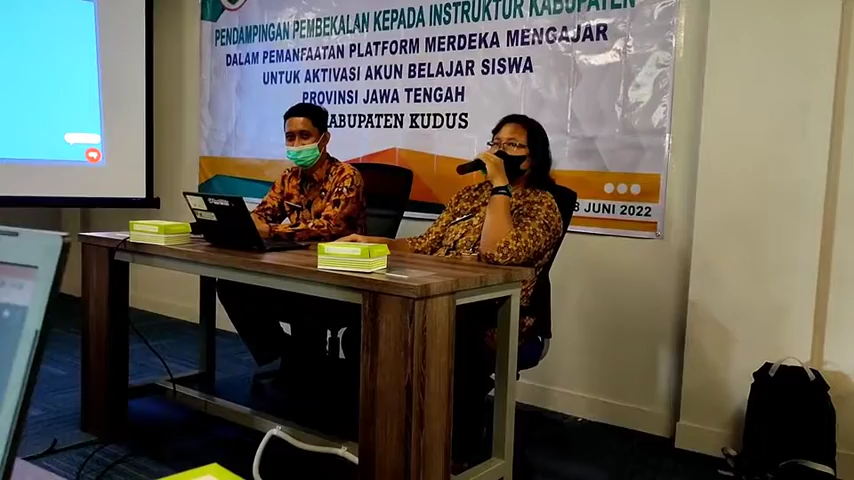 PENDAMPINGAN PEMBEKALAN KEPADA INSTRUKTUR KABUPATEN
DALAM PEMANFAATAN PLATFORM MERDEKA MENGAJAR
UNTUK AKTIVASI AKUN BELAJAR SISWA
PROVINSI JAWA TENGAH
KABUPATEN KUDUS
8 JUNI 2022